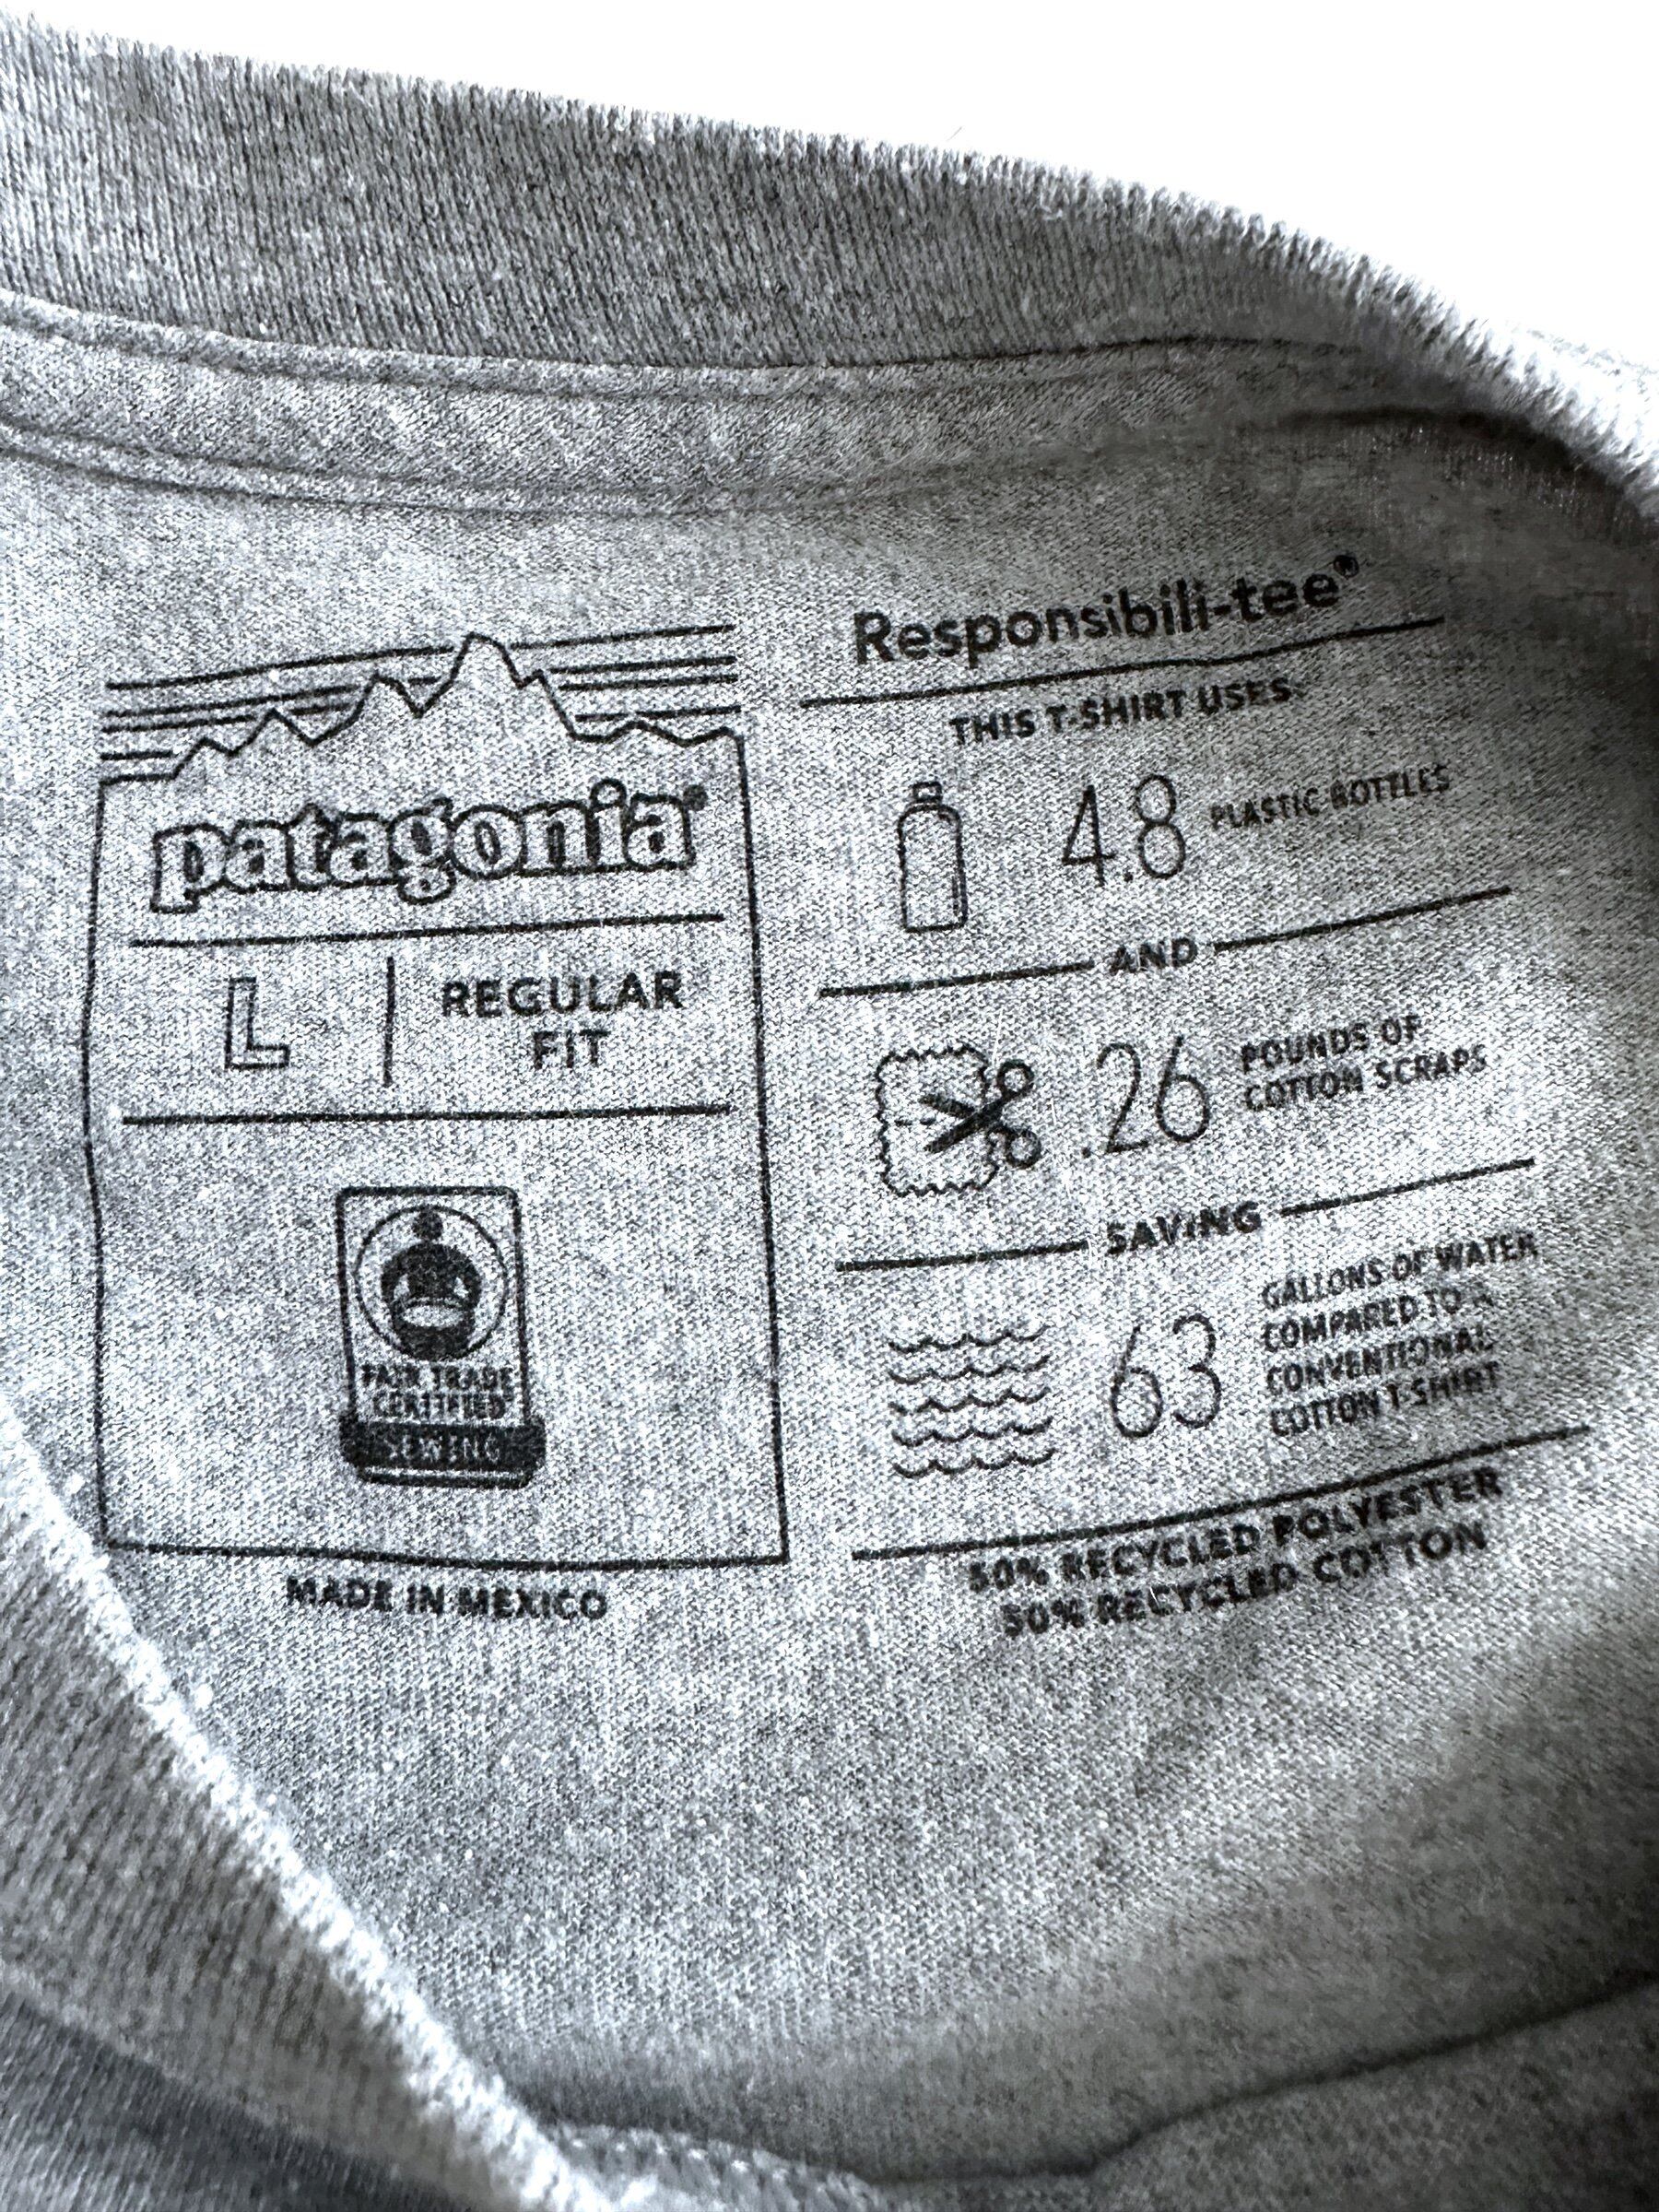 patagonia®
L
REGULAR
FIT
FAIR TRADE
CERTIFIED
SEWING
MADE IN MEXICO
Responsibili-tee®
THIS T-SHIRT USES:
4.8 PLASTIC BOTTLES
AND
.26 POUNDS OF
COTTON SCRAPS
SAVING
63 GALLONS OF WATER
COMPARED TO A
CONVENTIONAL
COTTON T-SHIRT
50% RECYCLED POLYESTER
50% RECYCLED COTTON